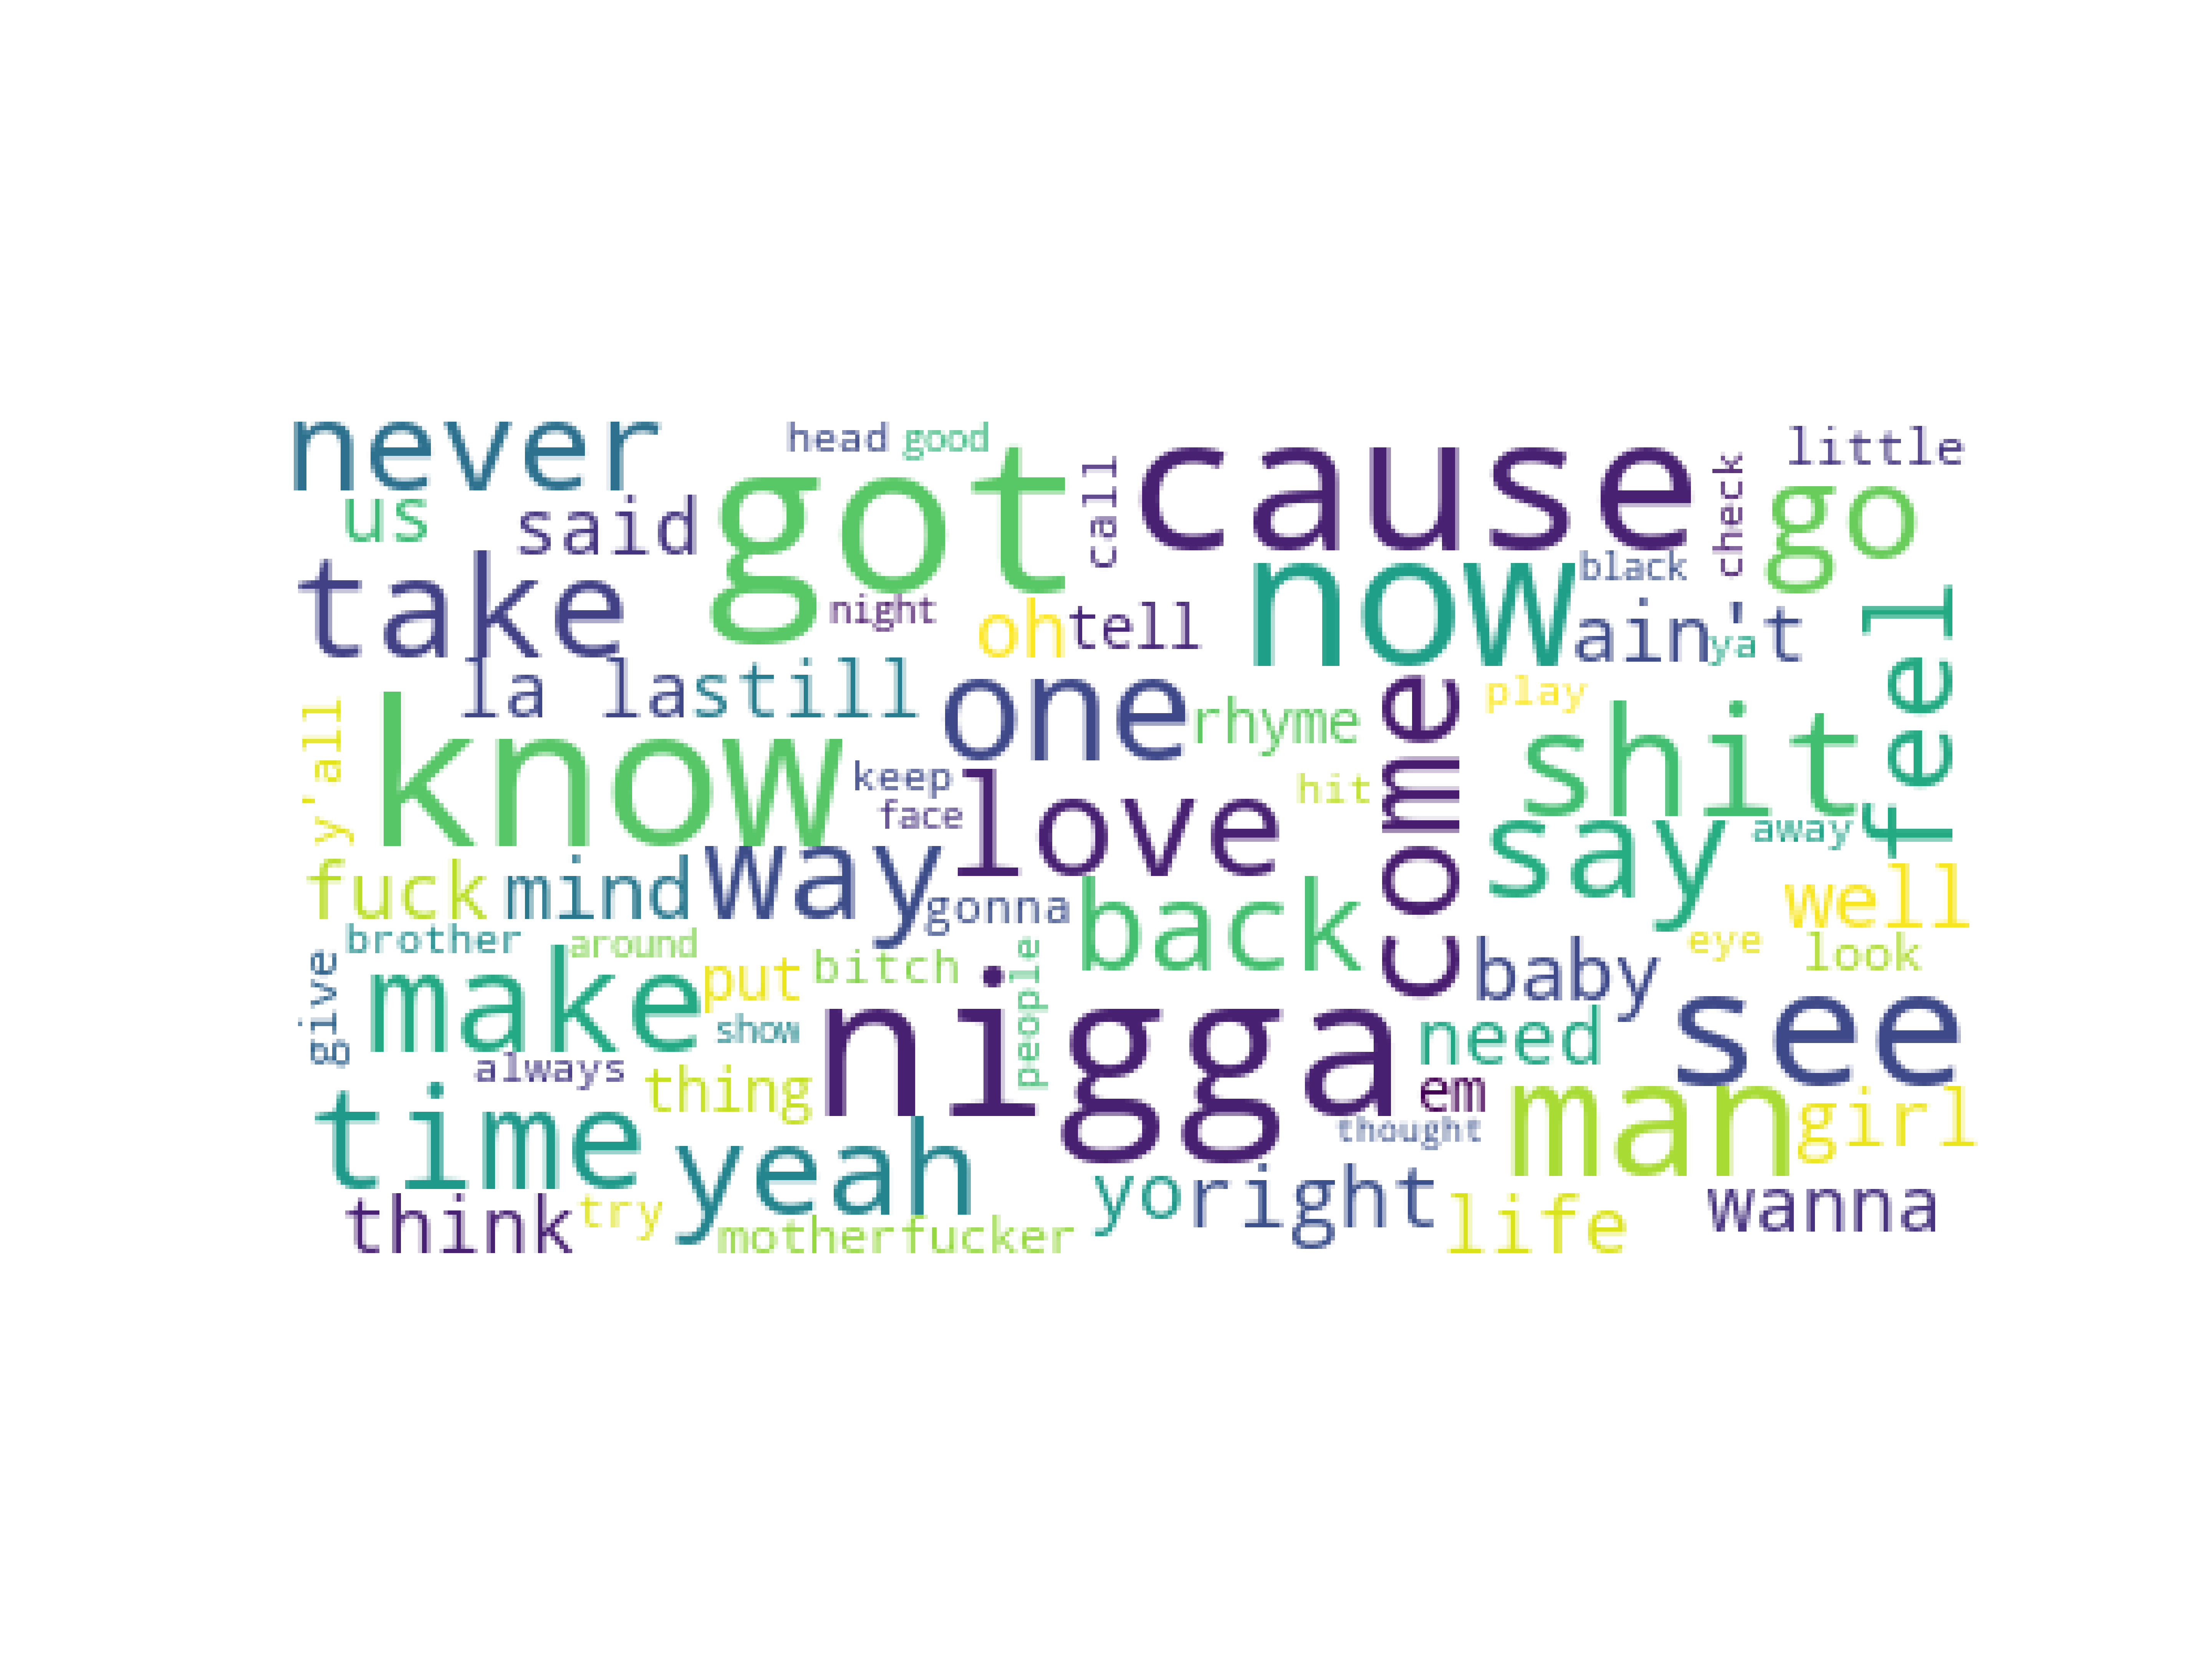 never
head good
cause
little
us
said
got
call
check
go
take
night
oh tell
now
black
ain't
ya
feel
la la still
one
rhyme
come
play
shit
y'all
know
keep
face
love
hit
say
away
fuck mind way
gonna
back
well
brother
around
put
bitch
people
baby
eye
look
give
make
show
nigga
need
see
always
thing
em
man
girl
time
yeah
thought
think
try
motherfucker
yo right
life
wanna